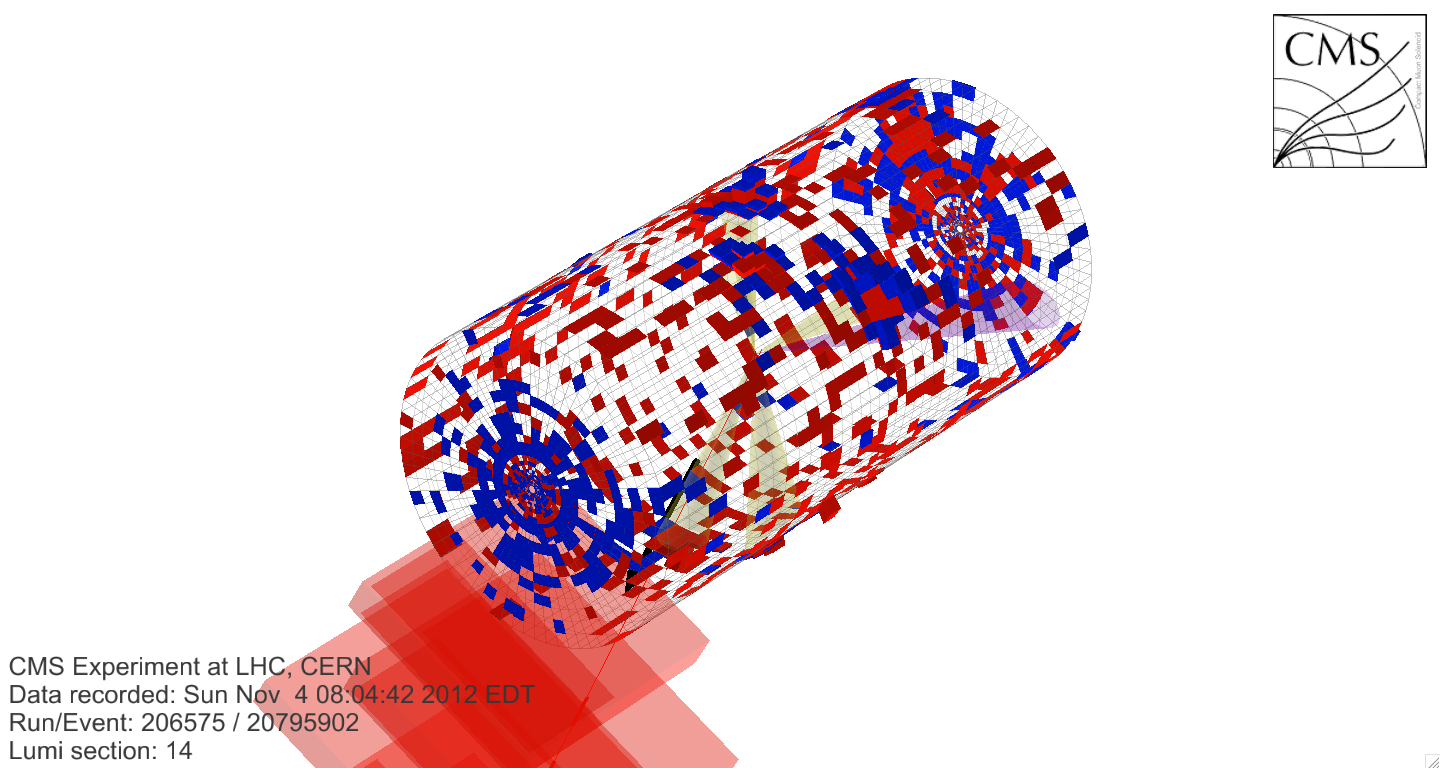 CMS
Compact Muon Solenoid
CMS Experiment at LHC, CERN
Data recorded: Sun Nov  4 08:04:42 2012 EDT
Run/Event: 206575 / 20795902
Lumi section: 14